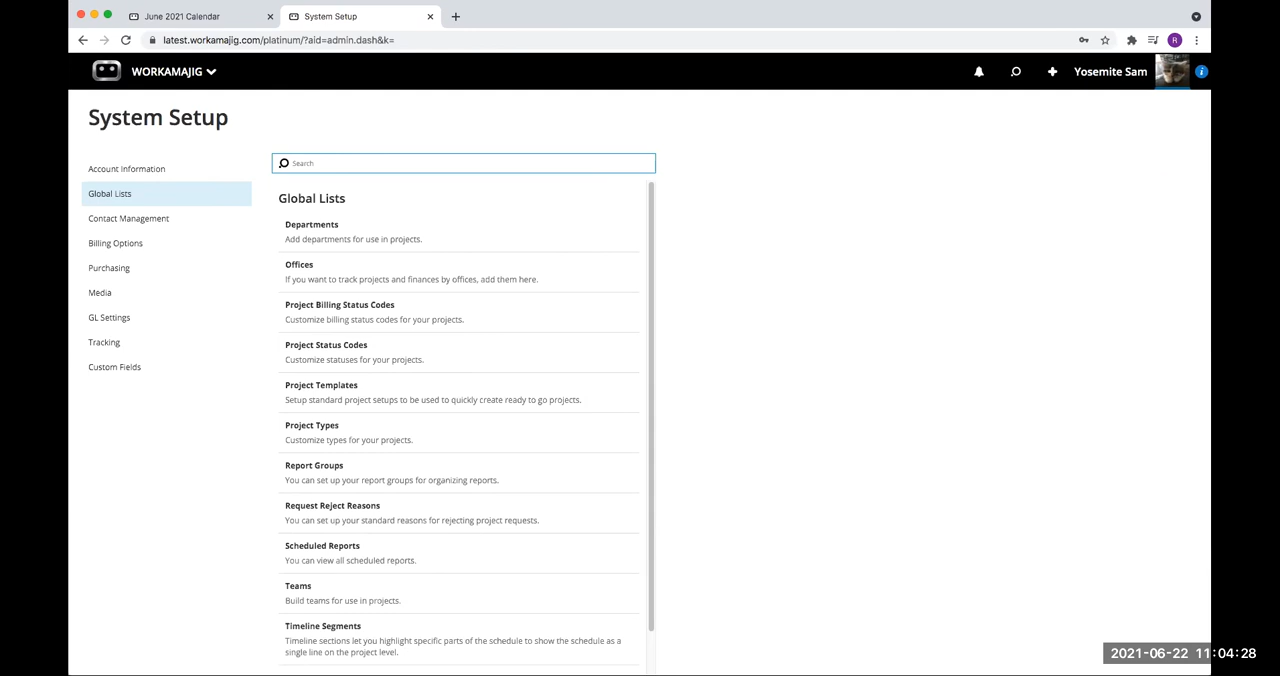 June 2021 Calendar
System Setup
latest.workamajig.com/platinum/?aid=admin.dash&k=
R
WORKAMAJIG
Yosemite Sam
i
System Setup
Account Information
Global Lists
Contact Management
Billing Options
Purchasing
Media
GL Settings
Tracking
Custom Fields
Search
Global Lists
Departments
Add departments for use in projects.
Offices
If you want to track projects and finances by offices, add them here.
Project Billing Status Codes
Customize billing status codes for your projects.
Project Status Codes
Customize statuses for your projects.
Project Templates
Setup standard project setups to be used to quickly create ready to go projects.
Project Types
Customize types for your projects.
Report Groups
You can set up your report groups for organizing reports.
Request Reject Reasons
You can set up your standard reasons for rejecting project requests.
Scheduled Reports
You can view all scheduled reports.
Teams
Build teams for use in projects.
Timeline Segments
Timeline sections let you highlight specific parts of the schedule to show the schedule as a
single line on the project level.
2021-06-22 11:04:28